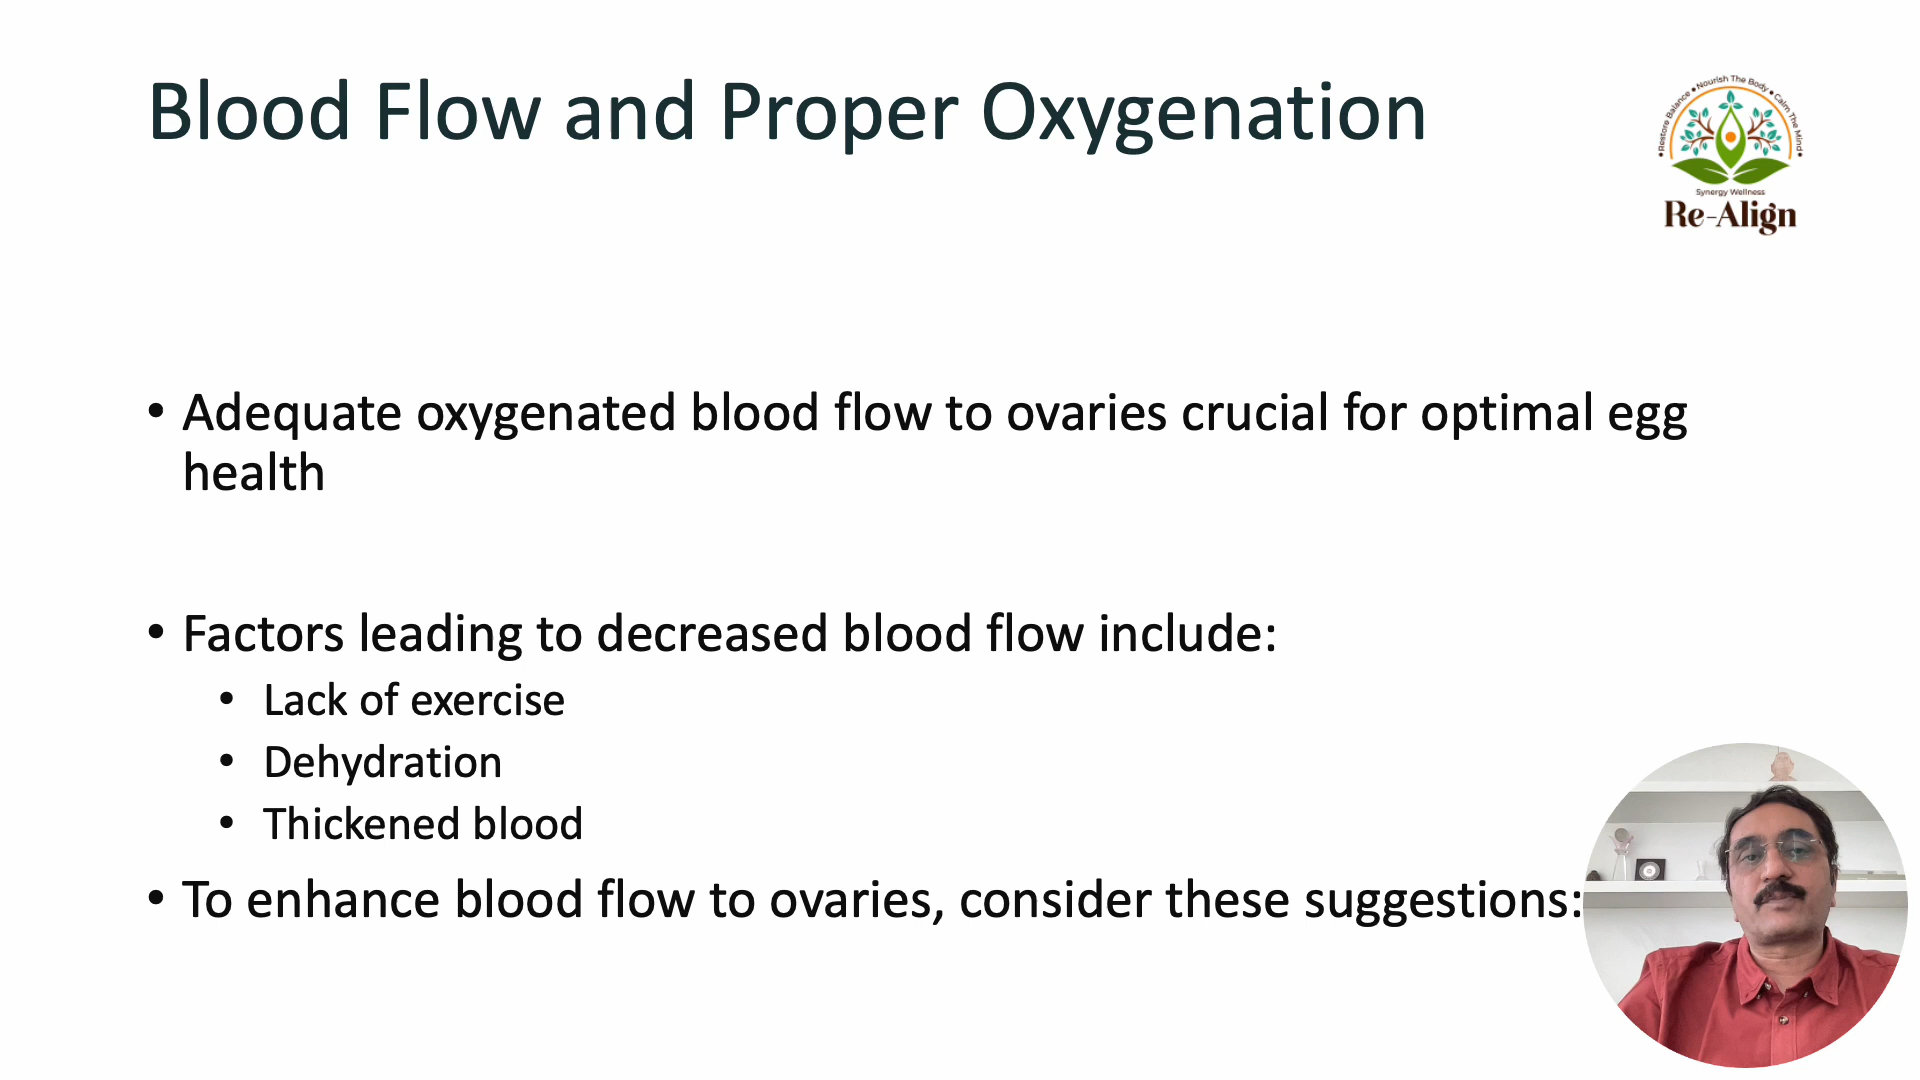 Blood Flow and Proper Oxygenation
• Restore Balance • Nourish The Body • Calm The Mind •
Synergy Wellness
Re-Align
• Adequate oxygenated blood flow to ovaries crucial for optimal egg
health
• Factors leading to decreased blood flow include:
• Lack of exercise
• Dehydration
• Thickened blood
• To enhance blood flow to ovaries, consider these suggestions: